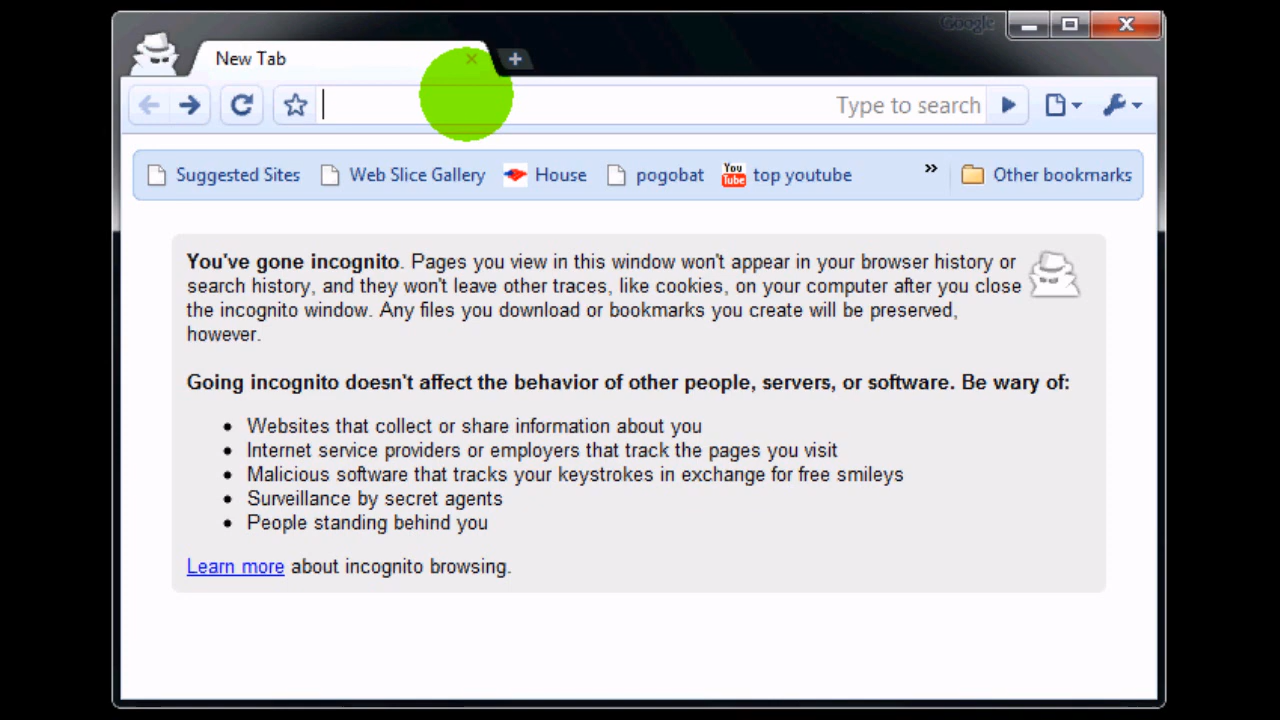 Google
New Tab
Type to search
Suggested Sites Web Slice Gallery House pogobat You Tube top youtube » Other bookmarks
You've gone incognito. Pages you view in this window won't appear in your browser history or
search history, and they won't leave other traces, like cookies, on your computer after you close
the incognito window. Any files you download or bookmarks you create will be preserved,
however.
Going incognito doesn't affect the behavior of other people, servers, or software. Be wary of:
• Websites that collect or share information about you
• Internet service providers or employers that track the pages you visit
• Malicious software that tracks your keystrokes in exchange for free smileys
• Surveillance by secret agents
• People standing behind you
Learn more about incognito browsing.